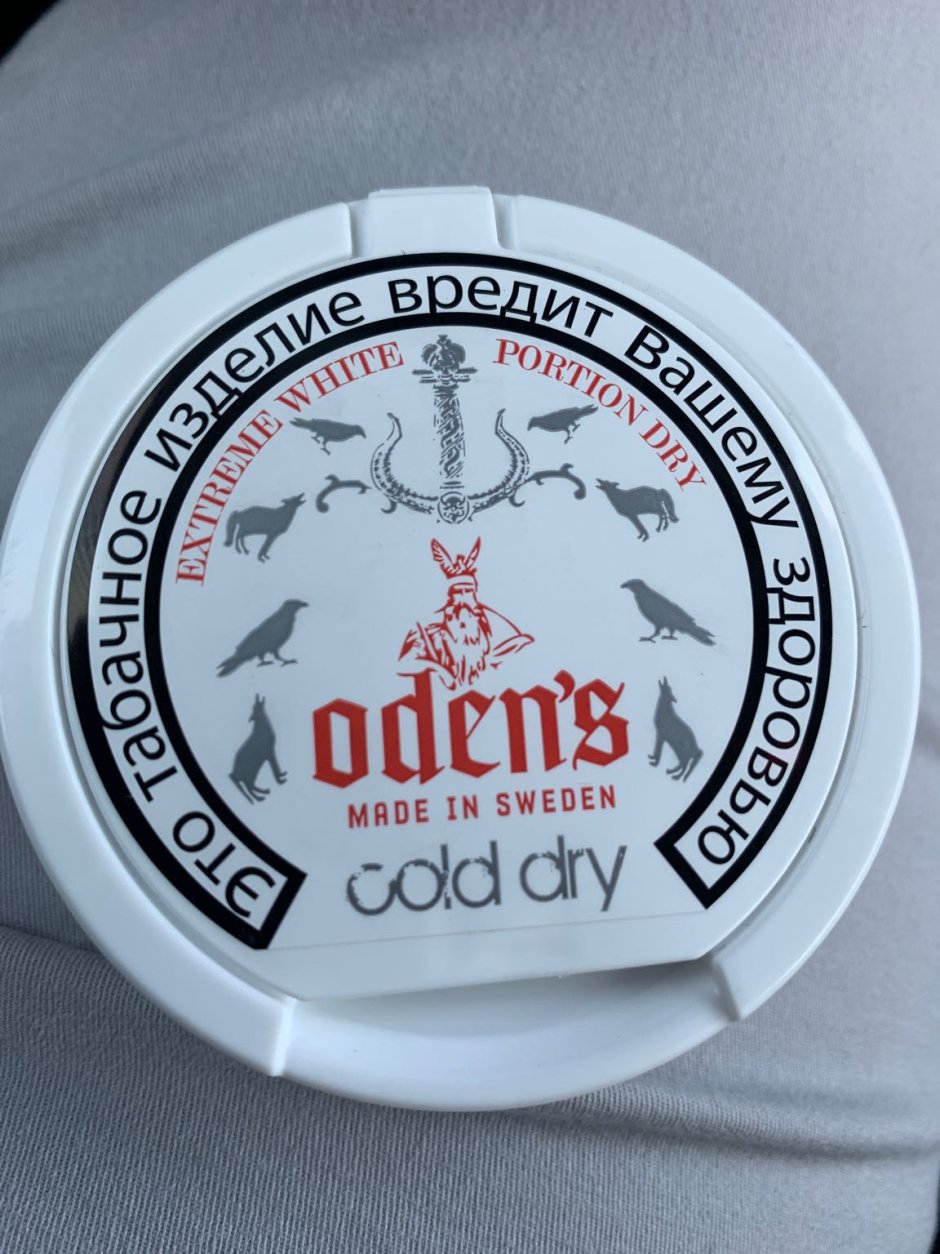 Это табачное изделие вредит Вашему здоровью
EXTREME WHITE PORTION DRY
oden's
MADE IN SWEDEN
cold dry